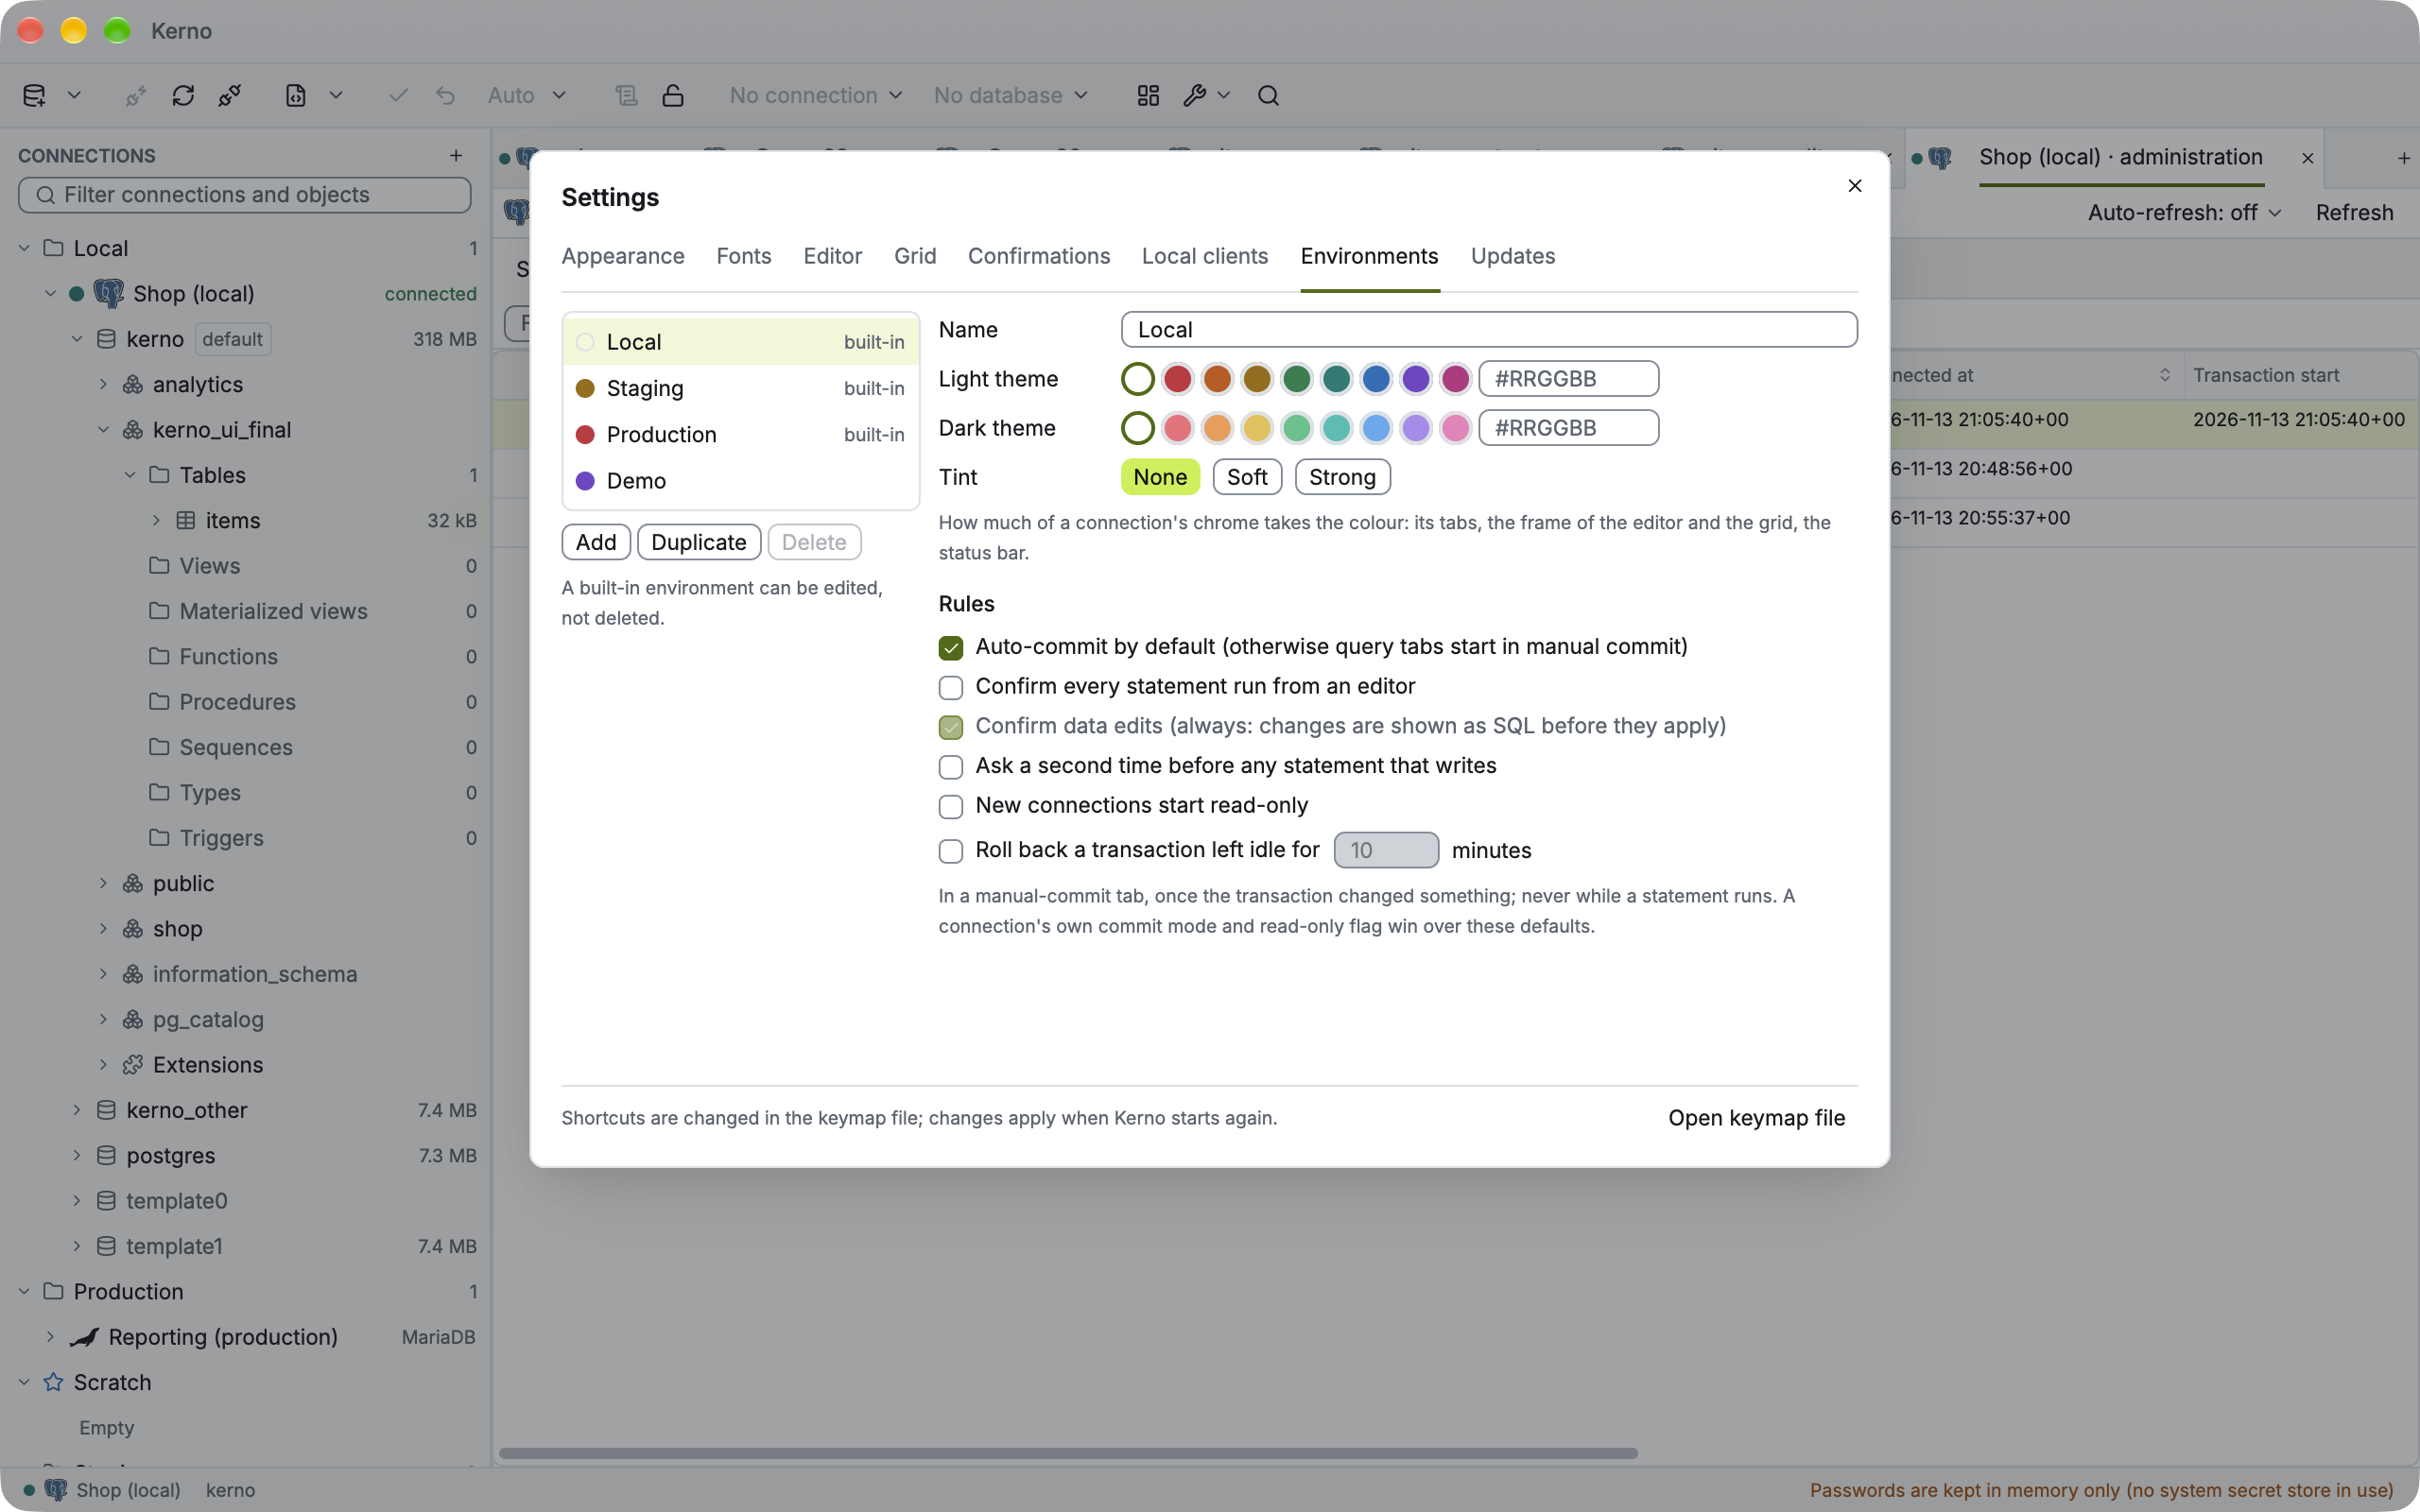 Kerno
Auto
No connection
No database
CONNECTIONS
Filter connections and objects
Local 1
Shop (local) connected
kerno default 318 MB
analytics
kerno_ui_final
Tables 1
items 32 kB
Views 0
Materialized views 0
Functions 0
Procedures 0
Sequences 0
Types 0
Triggers 0
public
shop
information_schema
pg_catalog
Extensions
kerno_other 7.4 MB
postgres 7.3 MB
template0
template1 7.4 MB
Production 1
Reporting (production) MariaDB
Scratch
Empty
Shop (local) · administration
Auto-refresh: off Refresh
nected at Transaction start
6-11-13 21:05:40+00 2026-11-13 21:05:40+00
6-11-13 20:48:56+00
6-11-13 20:55:37+00
Settings
Appearance Fonts Editor Grid Confirmations Local clients Environments Updates
Local built-in
Staging built-in
Production built-in
Demo
Add Duplicate Delete
A built-in environment can be edited,
not deleted.
Name Local
Light theme #RRGGBB
Dark theme #RRGGBB
Tint None Soft Strong
How much of a connection's chrome takes the colour: its tabs, the frame of the editor and the grid, the
status bar.
Rules
Auto-commit by default (otherwise query tabs start in manual commit)
Confirm every statement run from an editor
Confirm data edits (always: changes are shown as SQL before they apply)
Ask a second time before any statement that writes
New connections start read-only
Roll back a transaction left idle for 10 minutes
In a manual-commit tab, once the transaction changed something; never while a statement runs. A
connection's own commit mode and read-only flag win over these defaults.
Shortcuts are changed in the keymap file; changes apply when Kerno starts again.
Open keymap file
Shop (local) kerno
Passwords are kept in memory only (no system secret store in use)